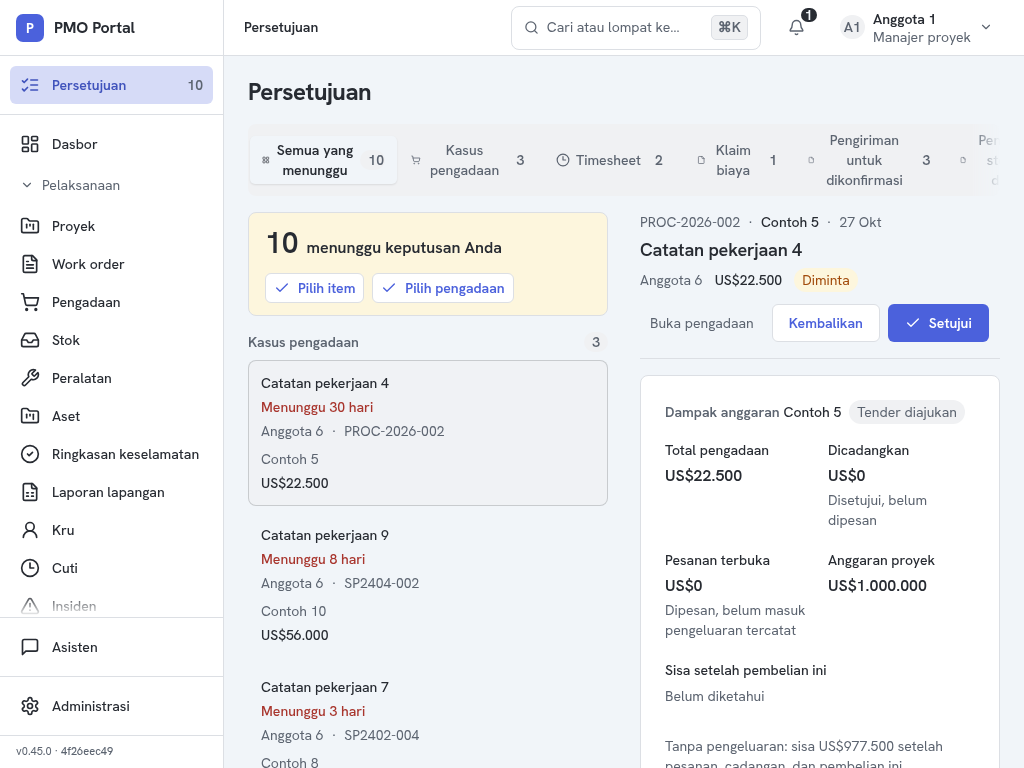 P PMO Portal
Persetujuan 10
Dasbor
Pelaksanaan
Proyek
Work order
Pengadaan
Stok
Peralatan
Aset
Ringkasan keselamatan
Laporan lapangan
Kru
Cuti
Insiden
Asisten
Administrasi
v0.45.0 · 4f26eec49
Persetujuan
Cari atau lompat ke...
⌘K
1
A1
Anggota 1
Manajer proyek
Persetujuan
Semua yang
menunggu
10
Kasus
pengadaan
3
Timesheet 2
Klaim
biaya
1
Pengiriman
untuk
dikonfirmasi
3
10 menunggu keputusan Anda
Pilih item
Pilih pengadaan
Kasus pengadaan 3
Catatan pekerjaan 4
Menunggu 30 hari
Anggota 6 · PROC-2026-002
Contoh 5
US$22.500
Catatan pekerjaan 9
Menunggu 8 hari
Anggota 6 · SP2404-002
Contoh 10
US$56.000
Catatan pekerjaan 7
Menunggu 3 hari
Anggota 6 · SP2402-004
Contoh 8
PROC-2026-002 · Contoh 5 · 27 Okt
Catatan pekerjaan 4
Anggota 6 US$22.500 Diminta
Buka pengadaan
Kembalikan
Setujui
Dampak anggaran Contoh 5 Tender diajukan
Total pengadaan
US$22.500
Dicadangkan
US$0
Disetujui, belum
dipesan
Pesanan terbuka
US$0
Dipesan, belum masuk
pengeluaran tercatat
Anggaran proyek
US$1.000.000
Sisa setelah pembelian ini
Belum diketahui
Tanpa pengeluaran: sisa US$977.500 setelah
pesanan, cadangan, dan pembelian ini